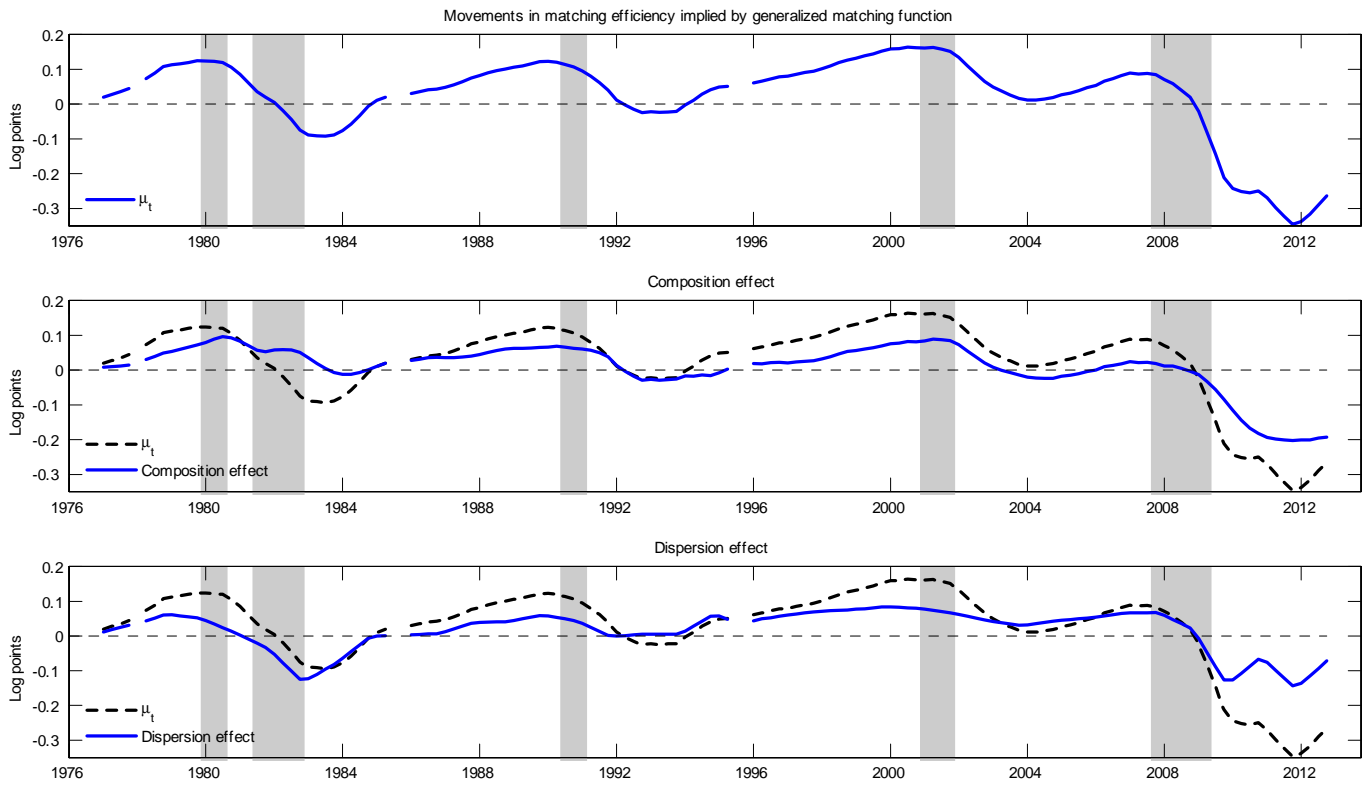 Movements in matching efficiency implied by generalized matching function
0.2
0.1
0
-0.1
-0.2
-0.3
Log points
μt
1976 1980 1984 1988 1992 1996 2000 2004 2008 2012
Composition effect
0.2
0.1
0
-0.1
-0.2
-0.3
Log points
μt
Composition effect
1976 1980 1984 1988 1992 1996 2000 2004 2008 2012
Dispersion effect
0.2
0.1
0
-0.1
-0.2
-0.3
Log points
μt
Dispersion effect
1976 1980 1984 1988 1992 1996 2000 2004 2008 2012